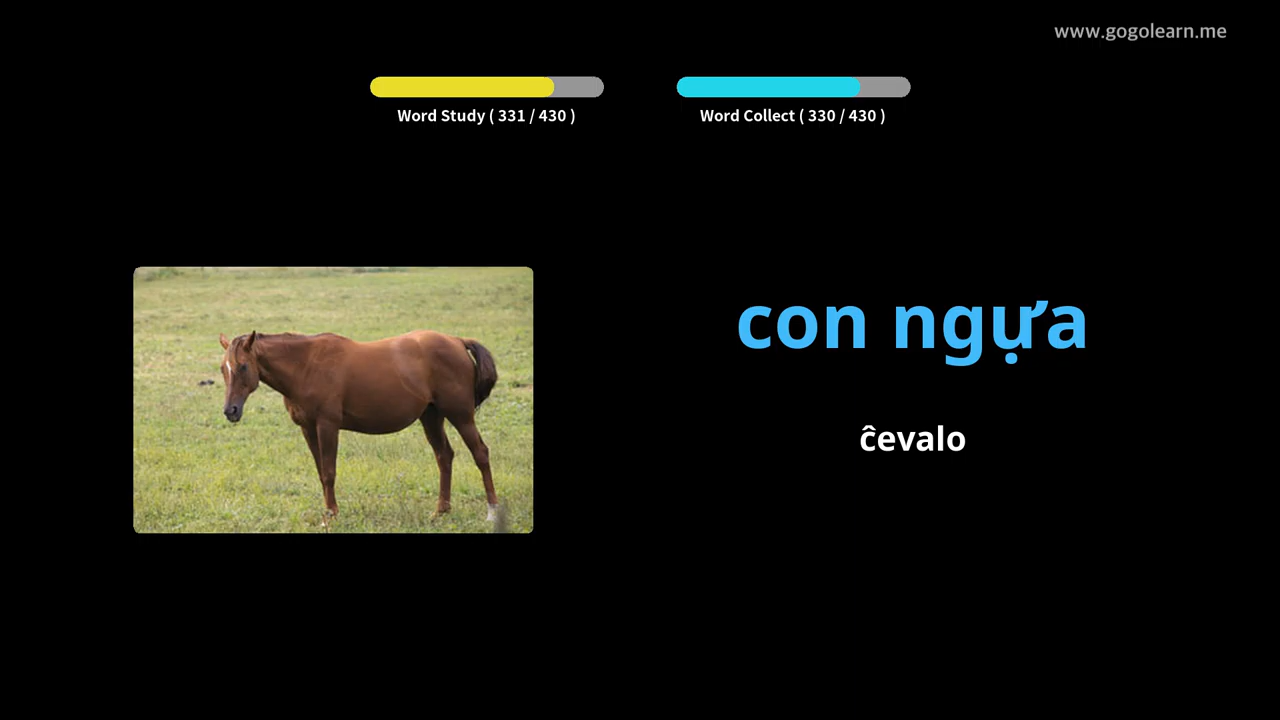 www.gogolearn.me
Word Study ( 331 / 430 )
Word Collect ( 330 / 430 )
con ngựa
ĉevalo